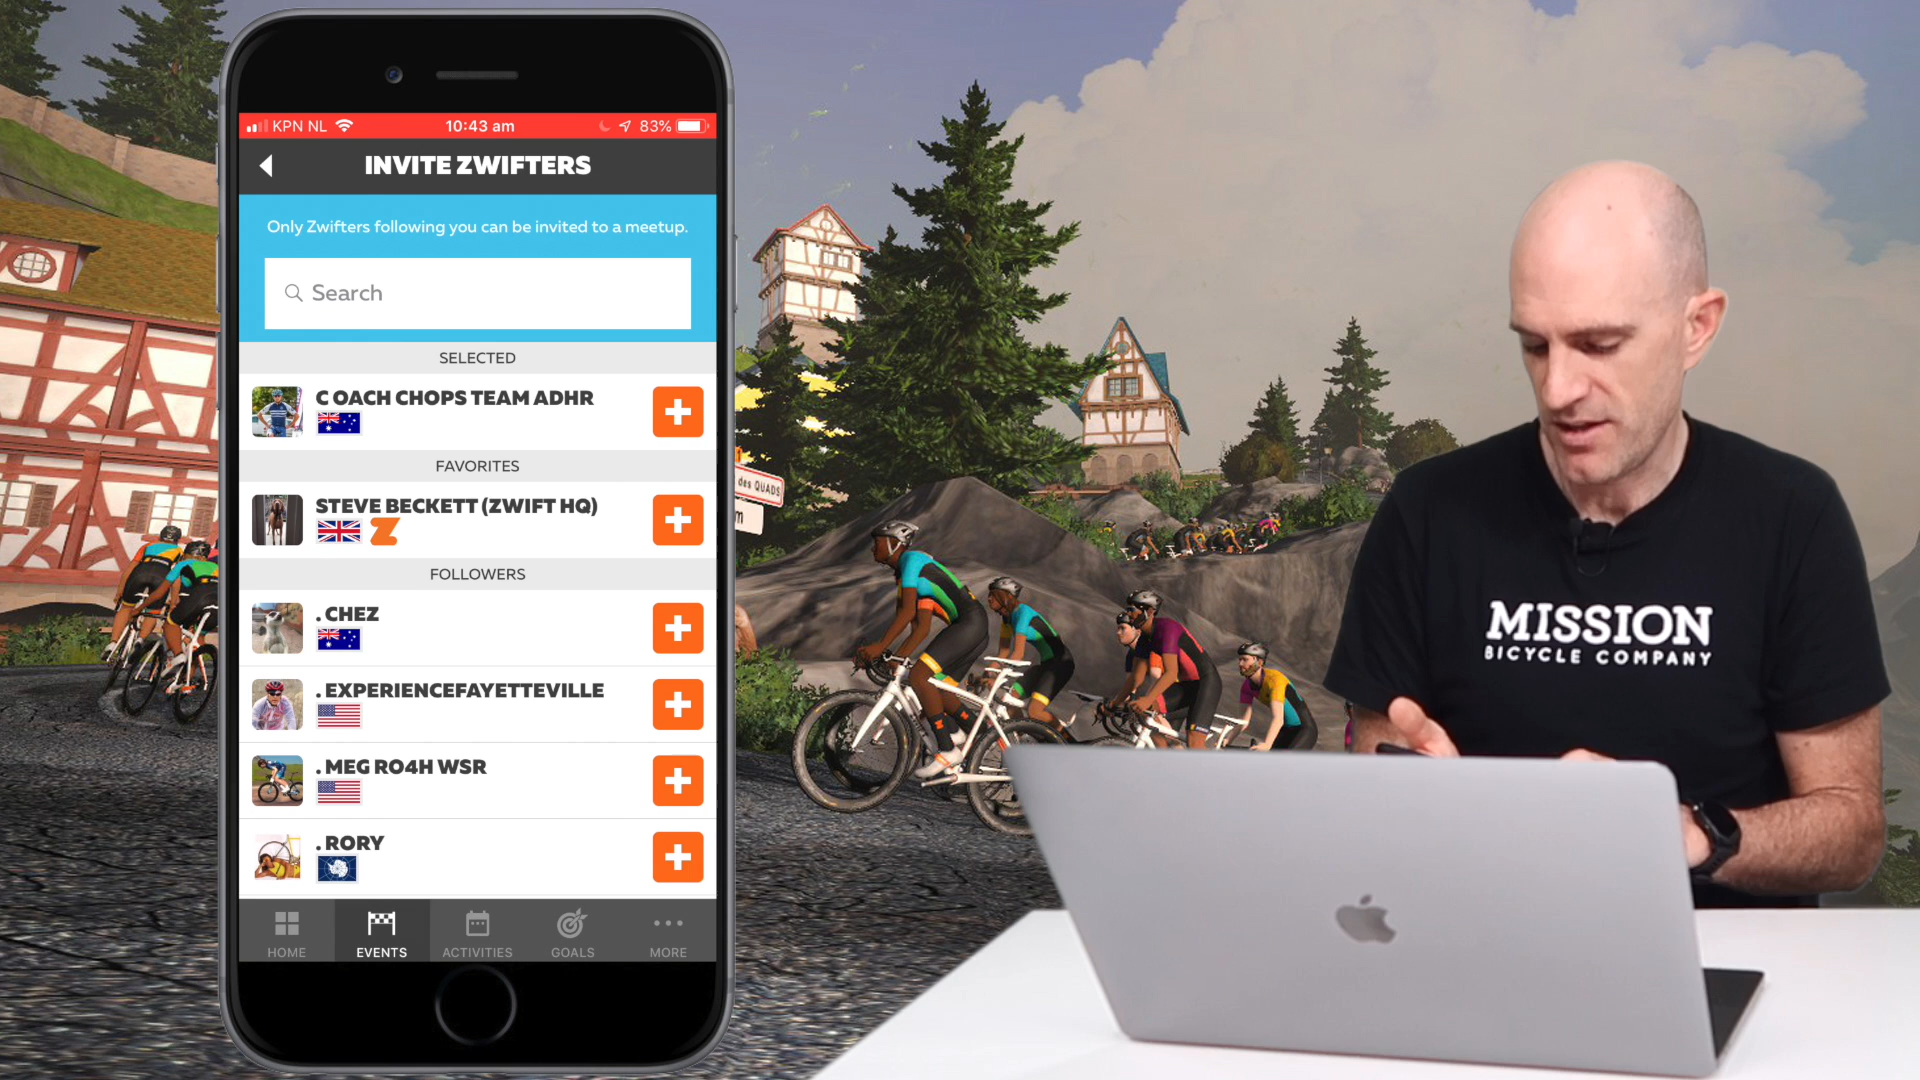 KPN NL
10:43 am
83%
INVITE ZWIFTERS
Only Zwifters following you can be invited to a meetup.
Search
SELECTED
C OACH CHOPS TEAM ADHR
FAVORITES
STEVE BECKETT (ZWIFT HQ)
FOLLOWERS
. CHEZ
. EXPERIENCEFAYETTEVILLE
. MEG RO4H WSR
. RORY
HOME
EVENTS
ACTIVITIES
GOALS
MORE
des QUADS
m
MISSION
BICYCLE COMPANY